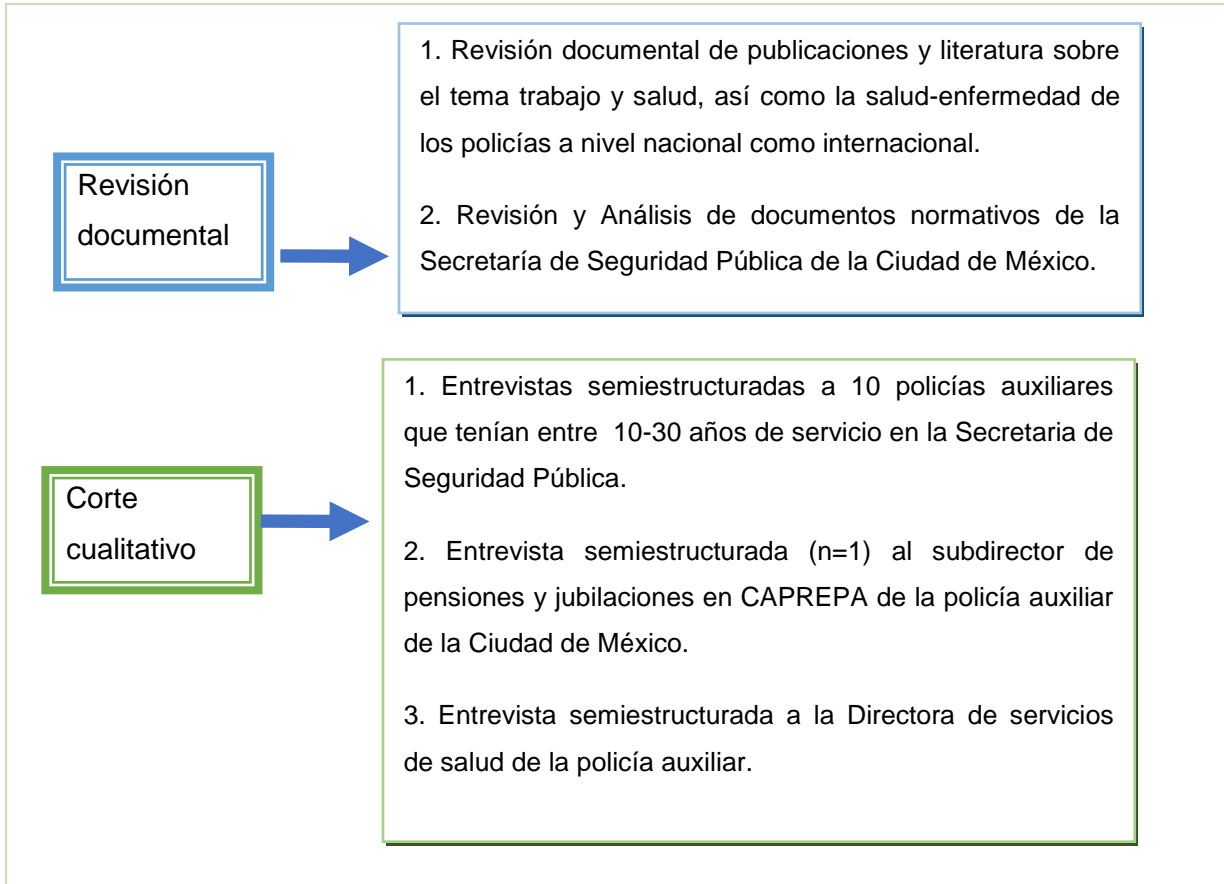 Revisión
documental
1. Revisión documental de publicaciones y literatura sobre
el tema trabajo y salud, así como la salud-enfermedad de
los policías a nivel nacional como internacional.
2. Revisión y Análisis de documentos normativos de la
Secretaría de Seguridad Pública de la Ciudad de México.
Corte
cualitativo
1. Entrevistas semiestructuradas a 10 policías auxiliares
que tenían entre 10-30 años de servicio en la Secretaria de
Seguridad Pública.
2. Entrevista semiestructurada (n=1) al subdirector de
pensiones y jubilaciones en CAPREPA de la policía auxiliar
de la Ciudad de México.
3. Entrevista semiestructurada a la Directora de servicios
de salud de la policía auxiliar.